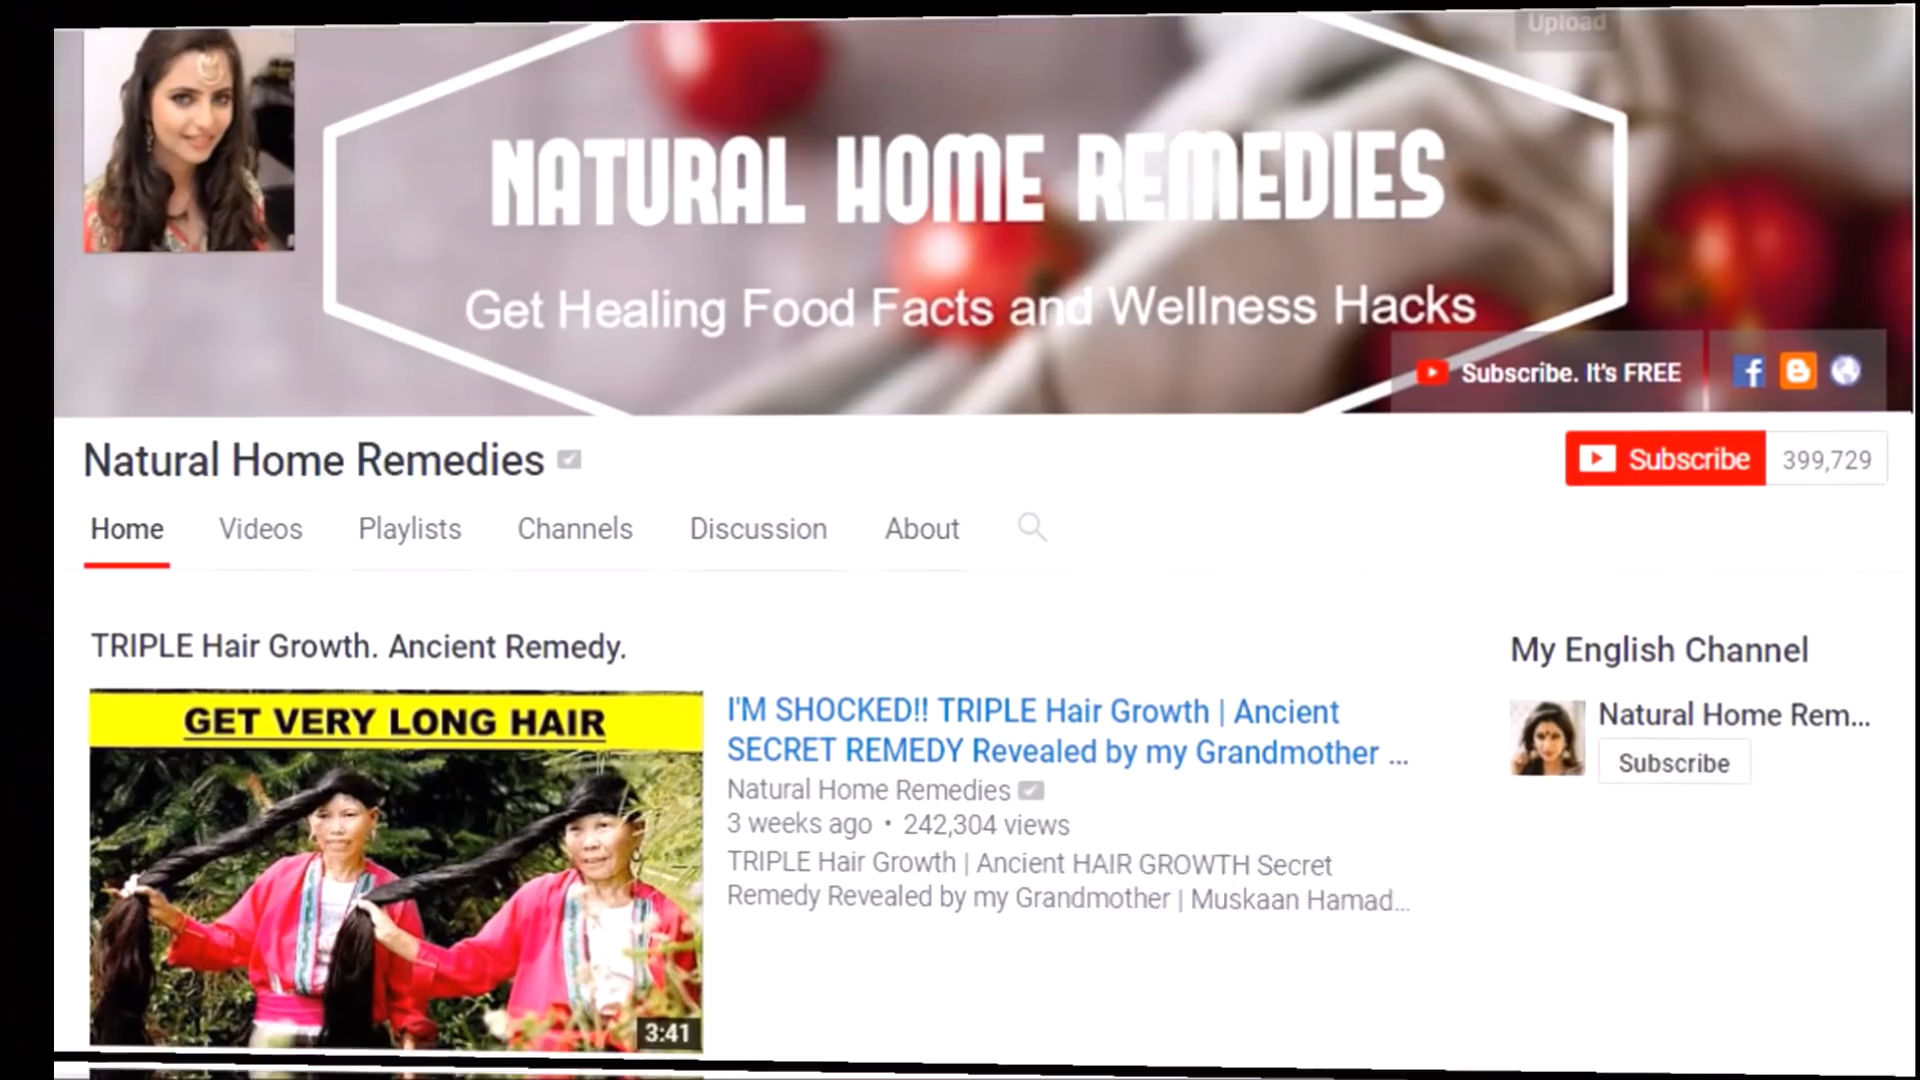 Upload
NATURAL HOME REMEDIES
Get Healing Food Facts and Wellness Hacks
Subscribe. It's FREE
Natural Home Remedies
Subscribe 399,729
Home Videos Playlists Channels Discussion About
TRIPLE Hair Growth. Ancient Remedy.
GET VERY LONG HAIR
3:41
I'M SHOCKED!! TRIPLE Hair Growth | Ancient
SECRET REMEDY Revealed by my Grandmother ...
Natural Home Remedies
3 weeks ago • 242,304 views
TRIPLE Hair Growth | Ancient HAIR GROWTH Secret
Remedy Revealed by my Grandmother | Muskaan Hamad...
My English Channel
Natural Home Rem...
Subscribe